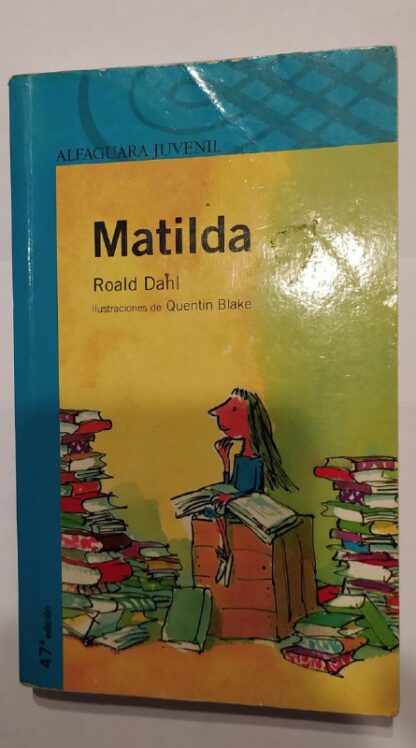 ALFAGUARA JUVENIL
Matilda
Roald Dahl
Ilustraciones de Quentin Blake
47ª edición